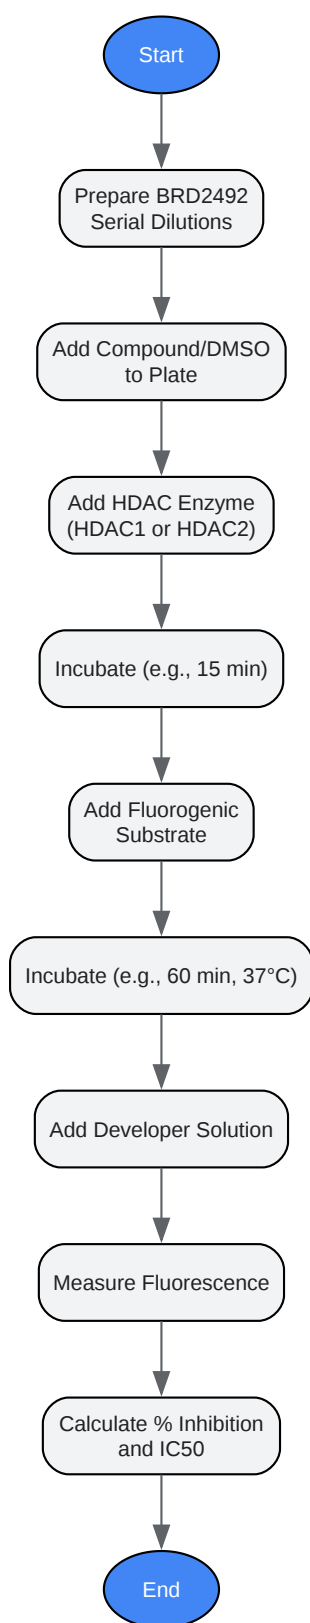 Start
Prepare BRD2492
Serial Dilutions
Add Compound/DMSO
to Plate
Add HDAC Enzyme
(HDAC1 or HDAC2)
Incubate (e.g., 15 min)
Add Fluorogenic
Substrate
Incubate (e.g., 60 min, 37°C)
Add Developer Solution
Measure Fluorescence
Calculate % Inhibition
and IC50
End